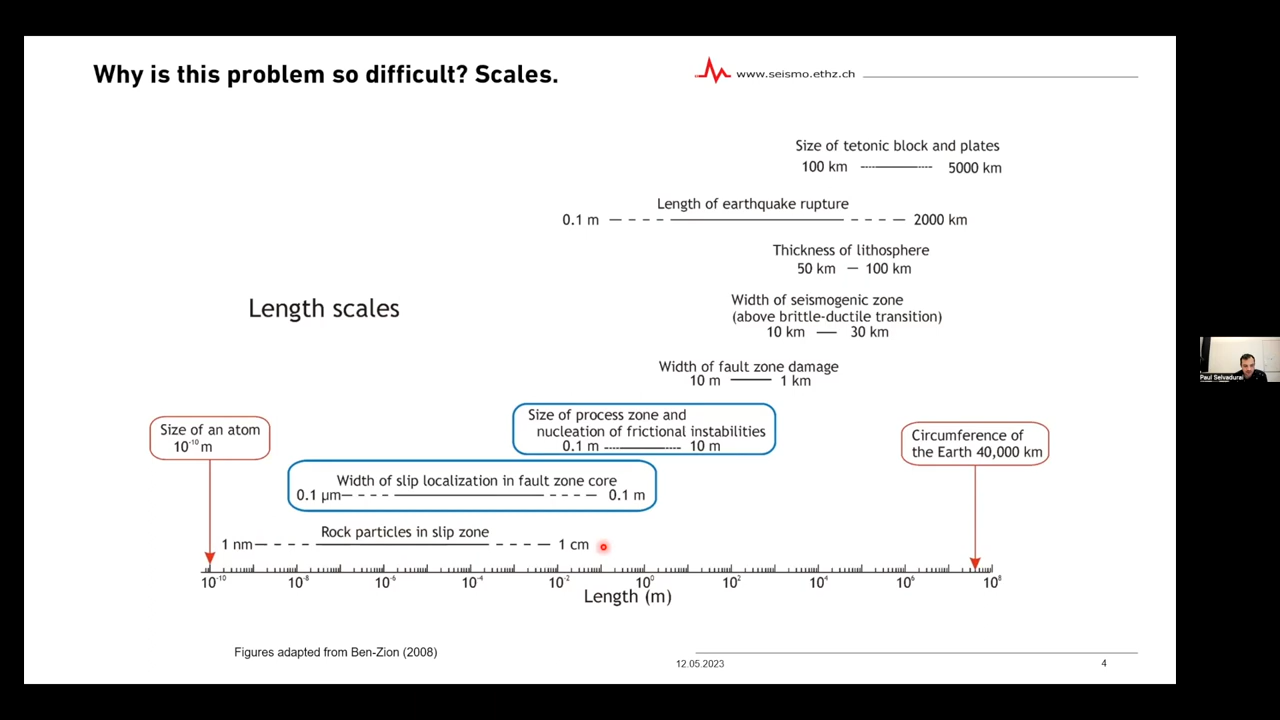 Why is this problem so difficult? Scales.
www.seismo.ethz.ch
Size of tetonic block and plates
100 km 5000 km
Length of earthquake rupture
0.1 m 2000 km
Thickness of lithosphere
50 km 100 km
Length scales
Width of seismogenic zone
(above brittle-ductile transition)
10 km 30 km
Width of fault zone damage
10 m 1 km
Size of process zone and
nucleation of frictional instabilities
0.1 m 10 m
Size of an atom
10⁻¹⁰ m
Circumference of
the Earth 40,000 km
Width of slip localization in fault zone core
0.1 µm 0.1 m
Rock particles in slip zone
1 nm 1 cm
10⁻¹⁰ 10⁻⁸ 10⁻⁶ 10⁻⁴ 10⁻² 10⁰ 10² 10⁴ 10⁶ 10⁸
Length (m)
Figures adapted from Ben-Zion (2008)
12.05.2023
4
Paul Selvadurai